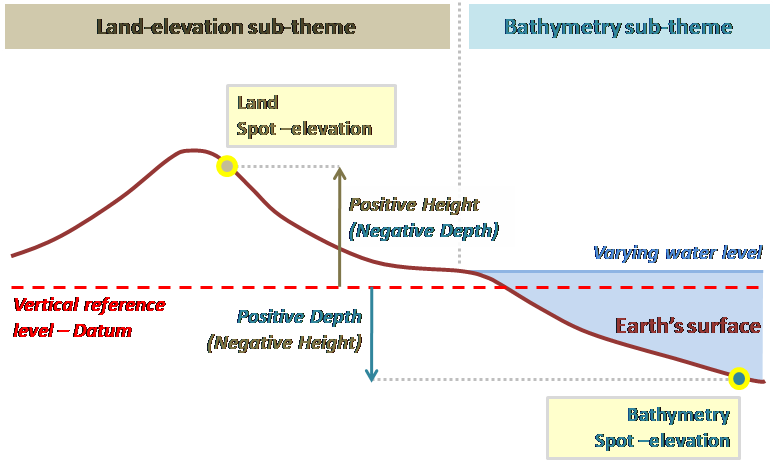 Land-elevation sub-theme
Bathymetry sub-theme
Land
Spot –elevation
Positive Height
(Negative Depth)
Varying water level
Vertical reference
level – Datum
Positive Depth
(Negative Height)
Earth's surface
Bathymetry
Spot –elevation